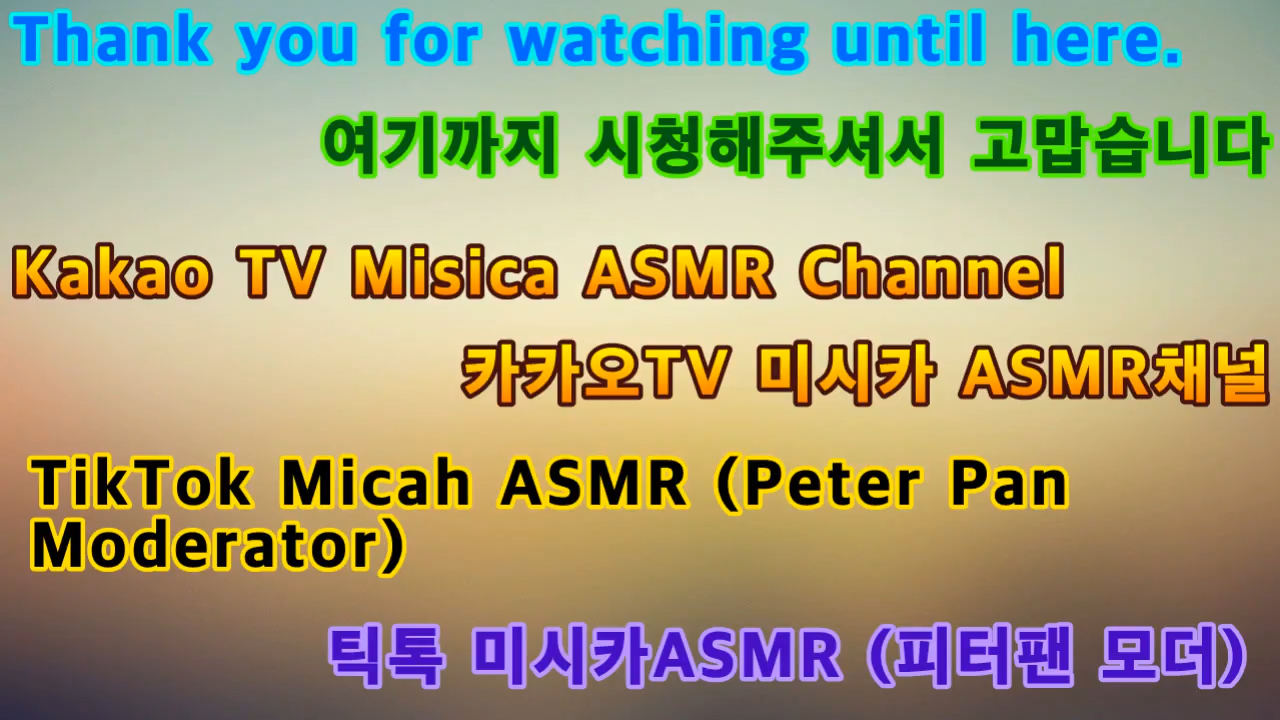 Thank you for watching until here.
여기까지 시청해주셔서 고맙습니다
Kakao TV Misica ASMR Channel
카카오TV 미시카 ASMR채널
TikTok Micah ASMR (Peter Pan
Moderator)
틱톡 미시카ASMR (피터팬 모더)